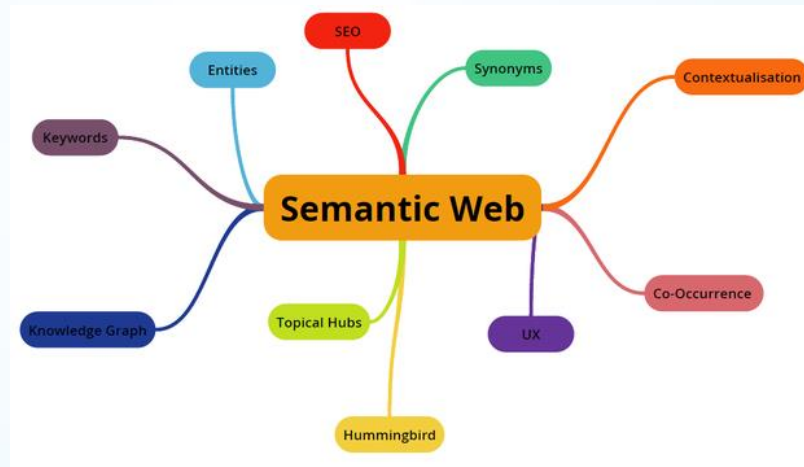 SEO
Entities
Synonyms
Contextualisation
Keywords
Semantic Web
Co-Occurrence
Topical Hubs
Knowledge Graph
UX
Hummingbird